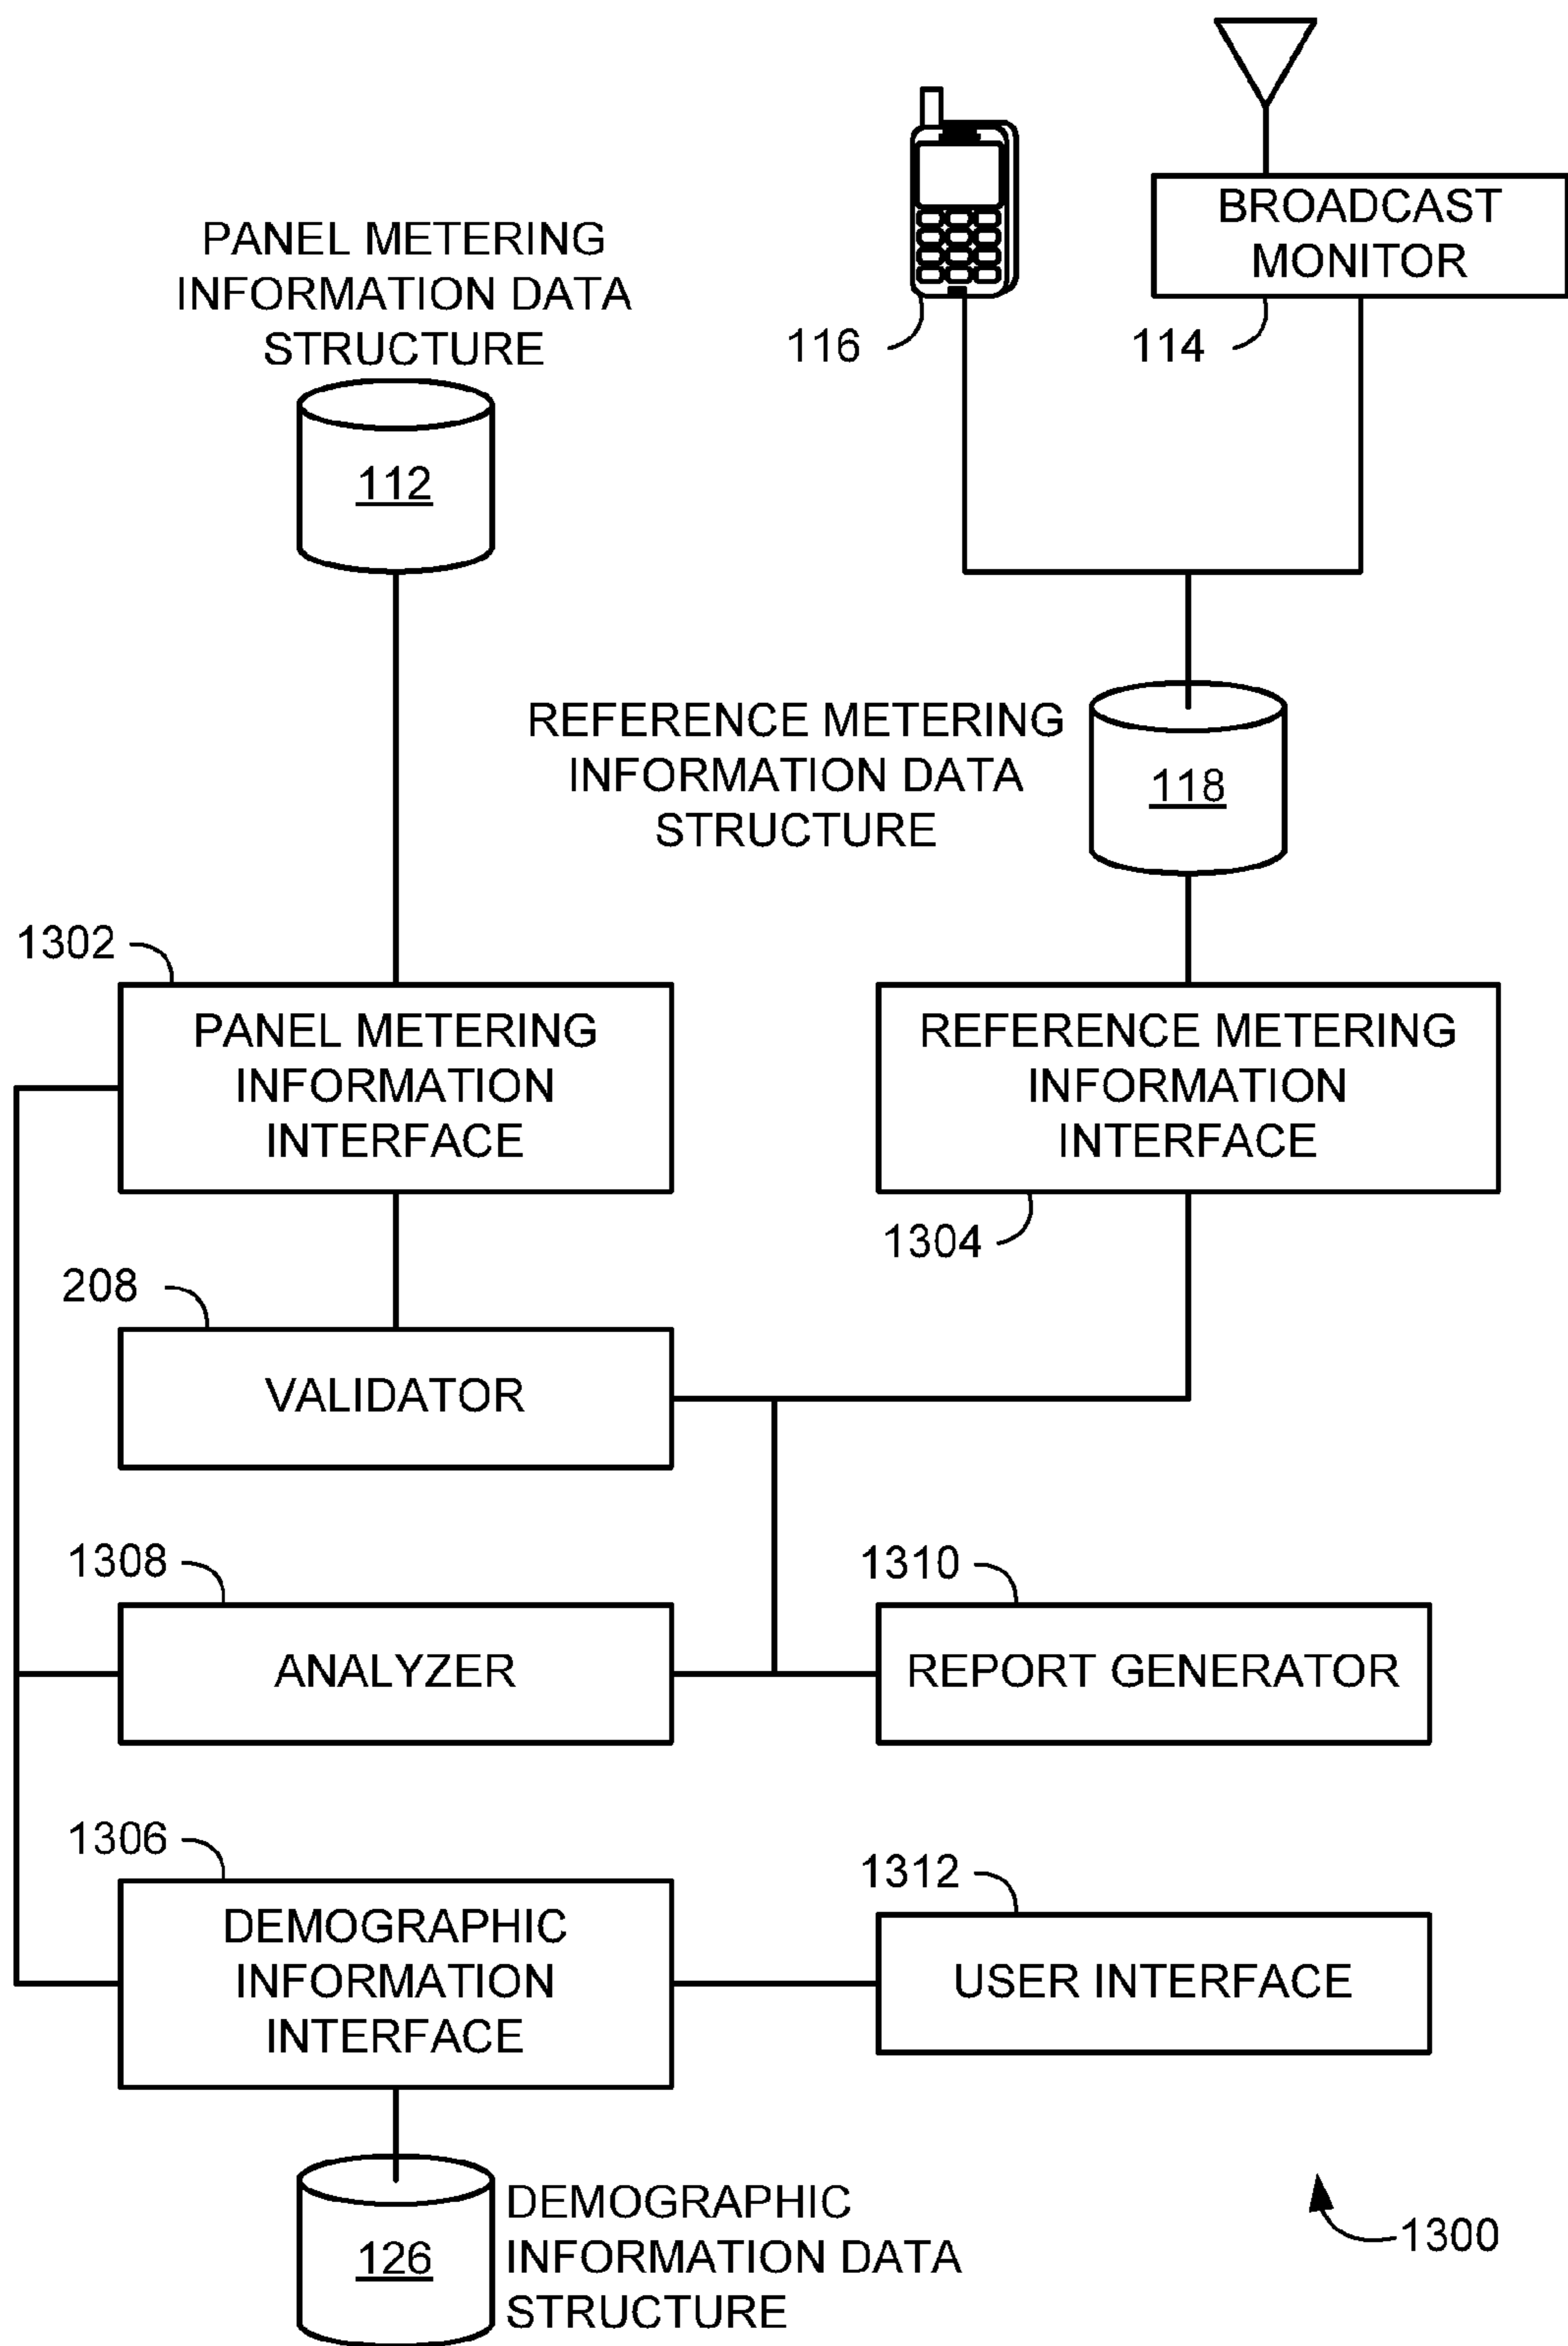 BROADCAST
MONITOR
PANEL METERING
INFORMATION DATA
STRUCTURE
116
114
112
REFERENCE METERING
INFORMATION DATA
STRUCTURE
118
1302
PANEL METERING
INFORMATION
INTERFACE
REFERENCE METERING
INFORMATION
INTERFACE
1304
208
VALIDATOR
1308
ANALYZER
1310
REPORT GENERATOR
1306
DEMOGRAPHIC
INFORMATION
INTERFACE
1312
USER INTERFACE
126
DEMOGRAPHIC
INFORMATION DATA
STRUCTURE
1300